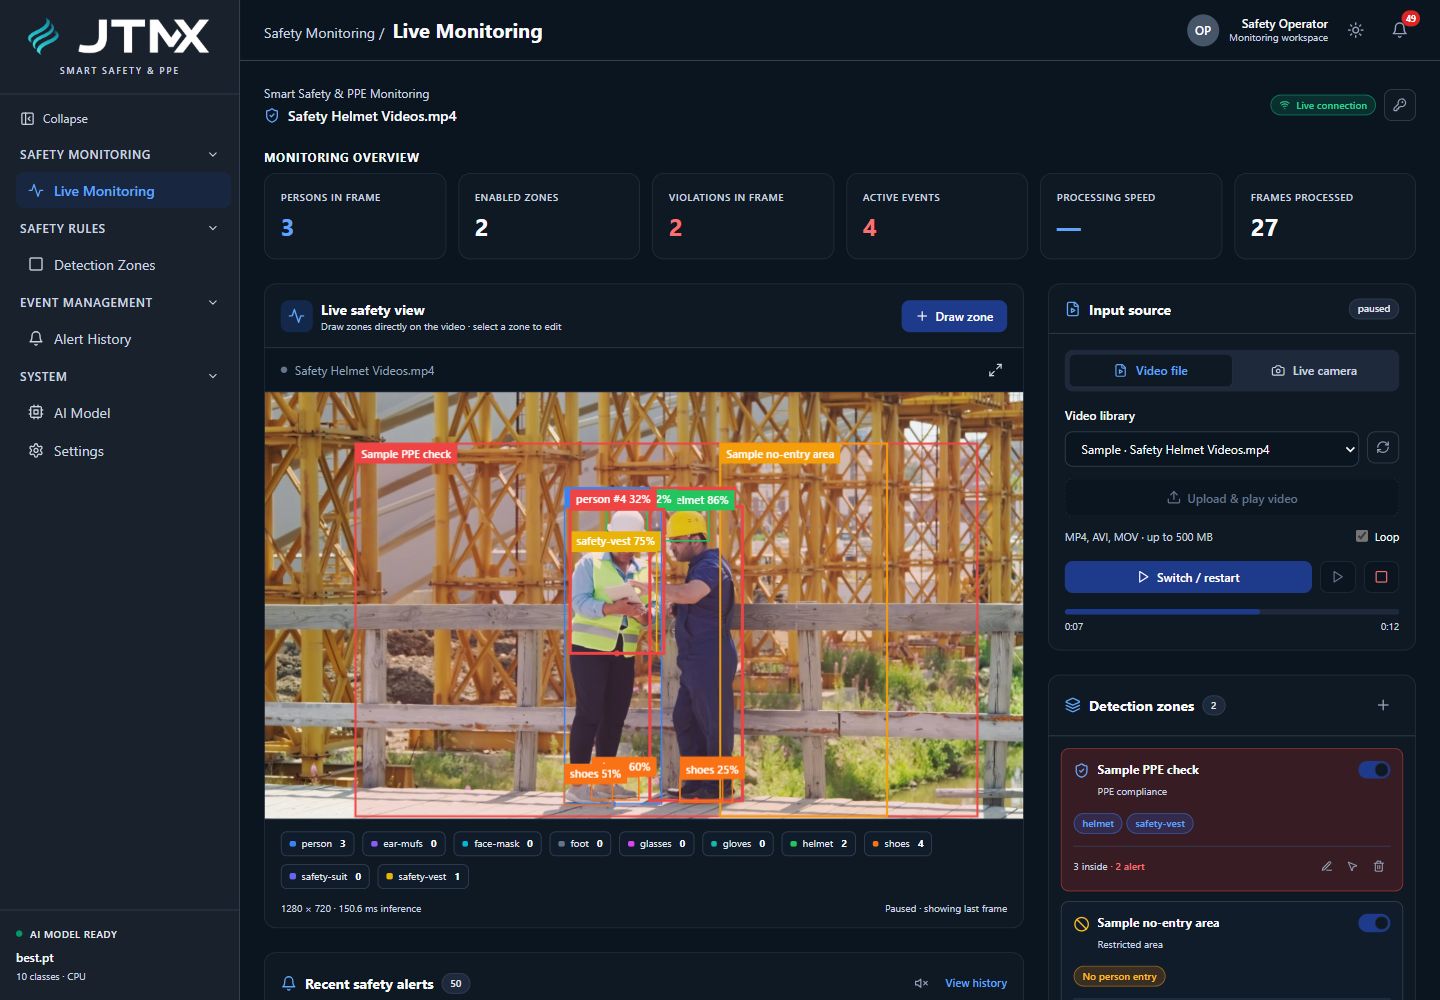 JTNX
SMART SAFETY & PPE
Collapse
SAFETY MONITORING
Live Monitoring
SAFETY RULES
Detection Zones
EVENT MANAGEMENT
Alert History
SYSTEM
AI Model
Settings
AI MODEL READY
best.pt
10 classes · CPU
Safety Monitoring / Live Monitoring
OP
Safety Operator
Monitoring workspace
49
Smart Safety & PPE Monitoring
Safety Helmet Videos.mp4
Live connection
MONITORING OVERVIEW
PERSONS IN FRAME
3
ENABLED ZONES
2
VIOLATIONS IN FRAME
2
ACTIVE EVENTS
4
PROCESSING SPEED
—
FRAMES PROCESSED
27
Live safety view
Draw zones directly on the video · select a zone to edit
Draw zone
Safety Helmet Videos.mp4
Sample PPE check
Sample no-entry area
person #4 32%
2%
elmet 86%
safety-vest 75%
shoes 51%
60%
shoes 25%
person 3
ear-mufs 0
face-mask 0
foot 0
glasses 0
gloves 0
helmet 2
shoes 4
safety-suit 0
safety-vest 1
1280 × 720 · 150.6 ms inference
Paused · showing last frame
Recent safety alerts 50
View history
Input source
paused
Video file
Live camera
Video library
Sample · Safety Helmet Videos.mp4
Upload & play video
MP4, AVI, MOV · up to 500 MB
Loop
Switch / restart
0:07
0:12
Detection zones 2
Sample PPE check
PPE compliance
helmet
safety-vest
3 inside · 2 alert
Sample no-entry area
Restricted area
No person entry